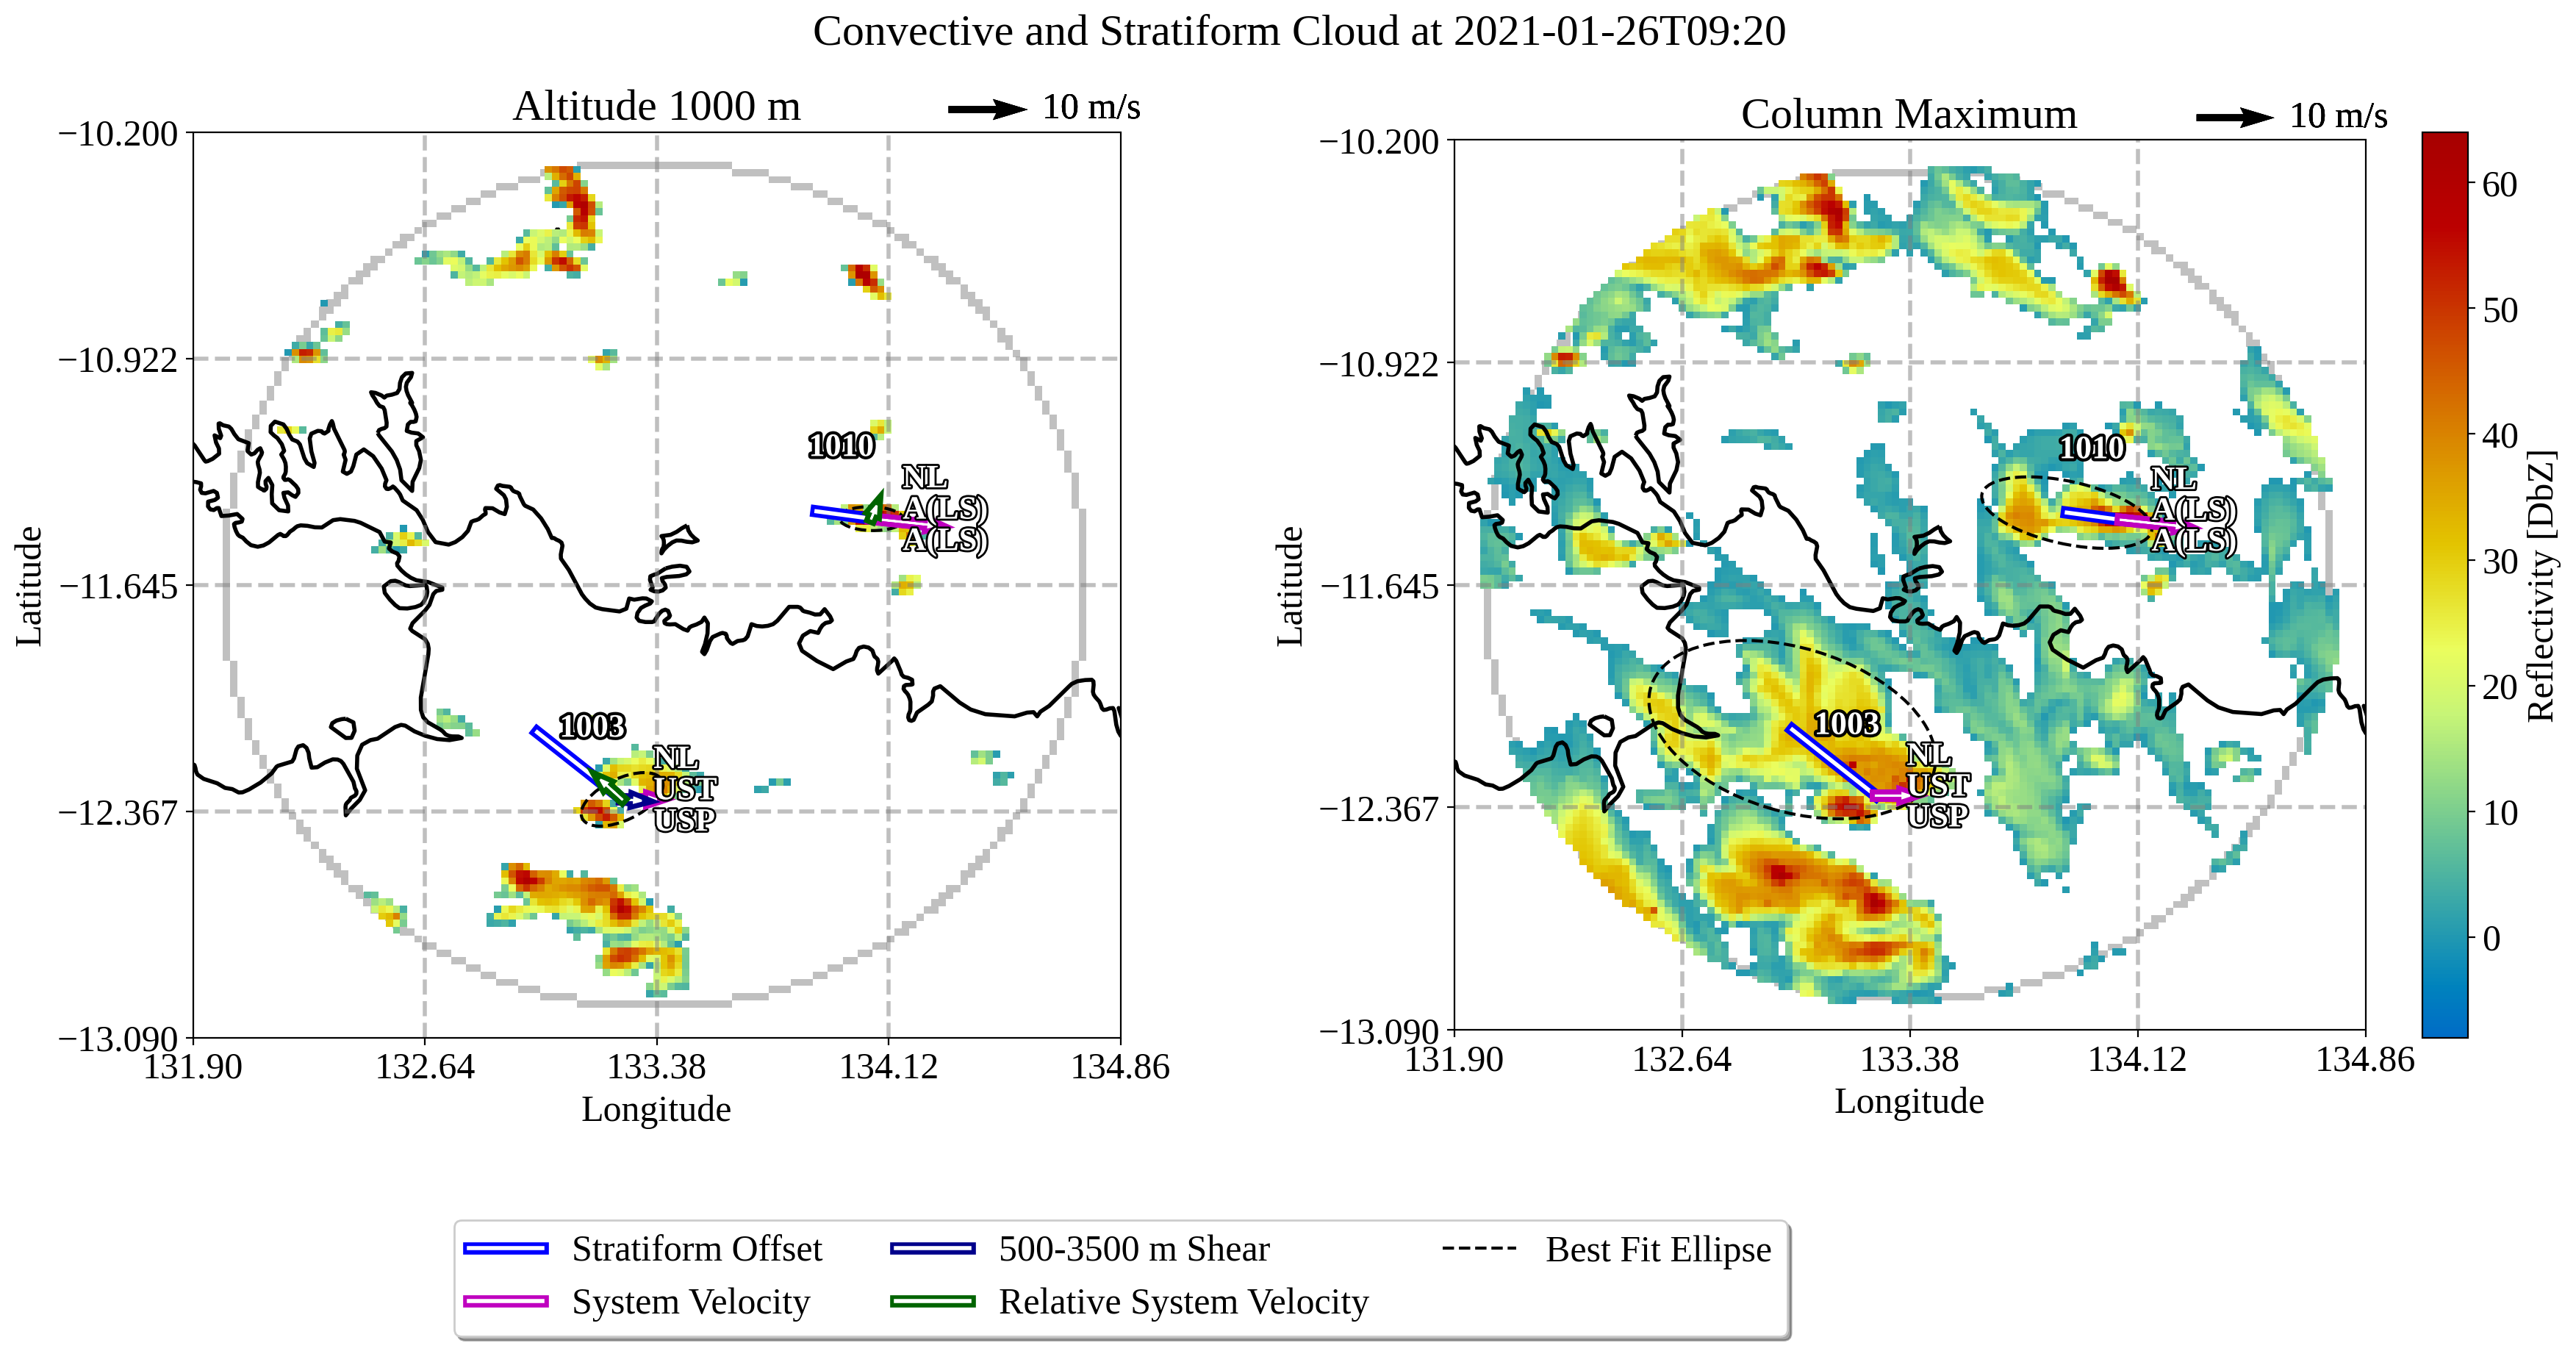 Convective and Stratiform Cloud at 2021-01-26T09:20
Altitude 1000 m
10 m/s
−10.200
−10.922
−11.645
−12.367
−13.090
131.90
132.64
133.38
134.12
134.86
Latitude
Longitude
1010
NL
A(LS)
A(LS)
1003
NL
UST
USP
Column Maximum
10 m/s
−10.200
−10.922
−11.645
−12.367
−13.090
131.90
132.64
133.38
134.12
134.86
Latitude
Longitude
1010
NL
A(LS)
A(LS)
1003
NL
UST
USP
60
50
40
30
20
10
0
Reflectivity [DbZ]
Stratiform Offset
System Velocity
500-3500 m Shear
Relative System Velocity
Best Fit Ellipse